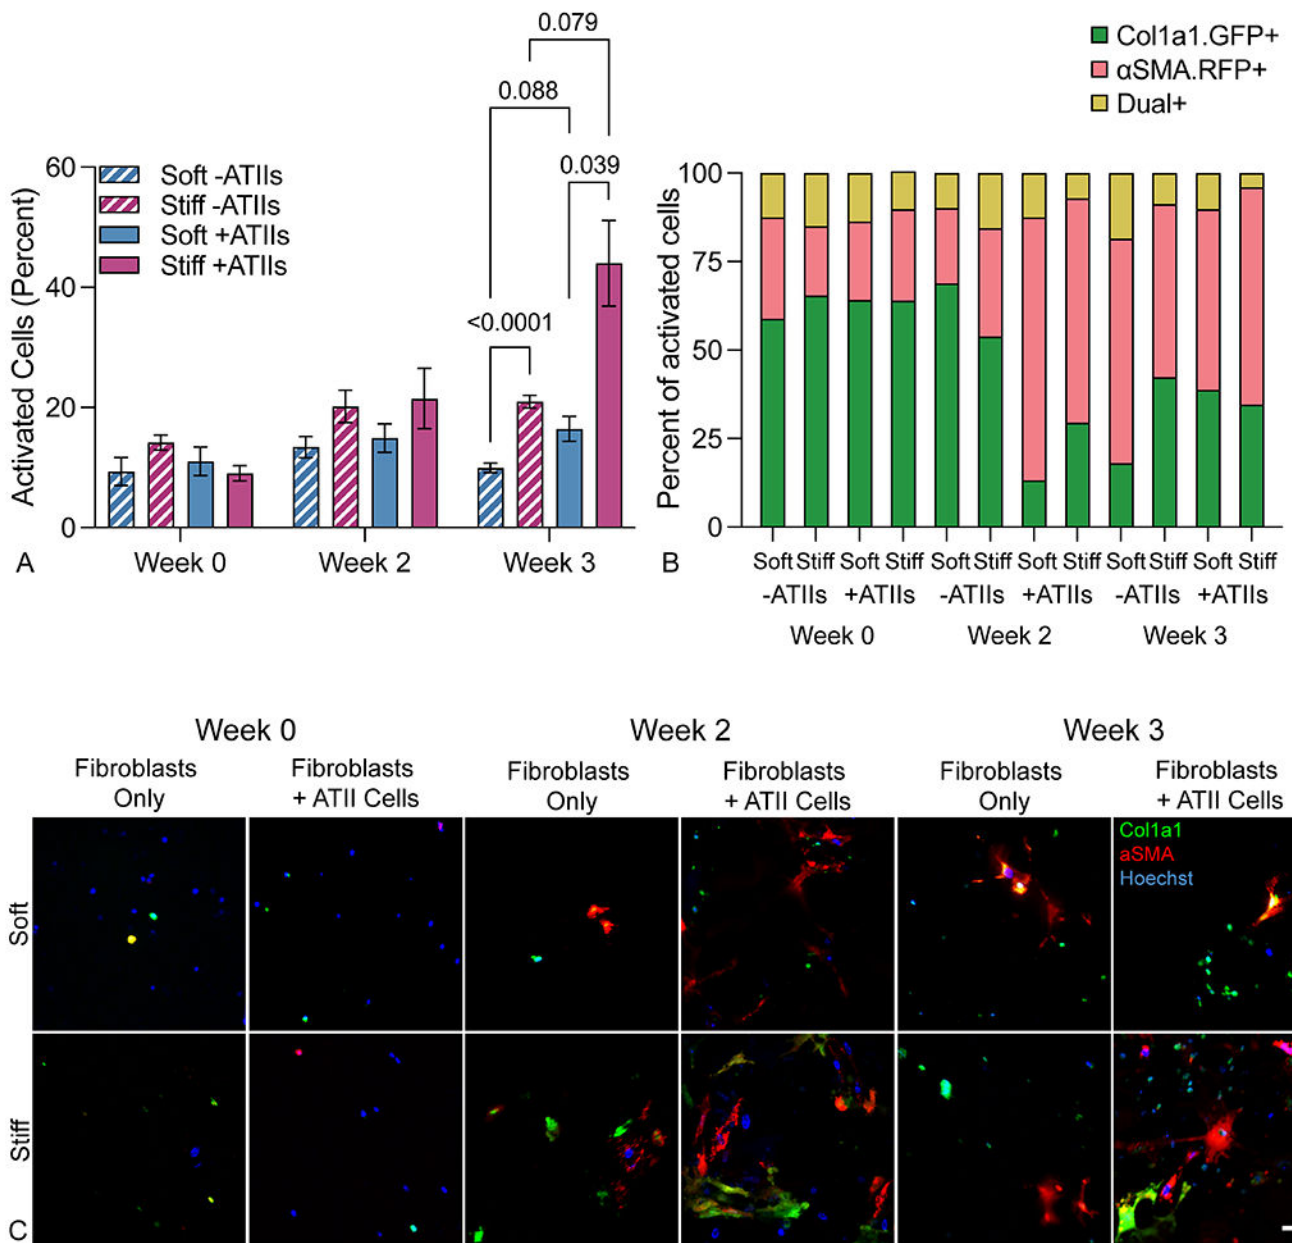 0.079
0.088
0.039
<0.0001
Soft -ATIIs
Stiff -ATIIs
Soft +ATIIs
Stiff +ATIIs
Activated Cells (Percent)
60
40
20
0
Week 0 Week 2 Week 3
A
Col1a1.GFP+
αSMA.RFP+
Dual+
Percent of activated cells
100
75
50
25
0
Soft Stiff Soft Stiff Soft Stiff Soft Stiff Soft Stiff Soft Stiff
-ATIIs +ATIIs -ATIIs +ATIIs -ATIIs +ATIIs
Week 0 Week 2 Week 3
B
Week 0 Week 2 Week 3
Fibroblasts Only
Fibroblasts + ATII Cells
Fibroblasts Only
Fibroblasts + ATII Cells
Fibroblasts Only
Fibroblasts + ATII Cells
Soft
Col1a1
aSMA
Hoechst
Stiff
C